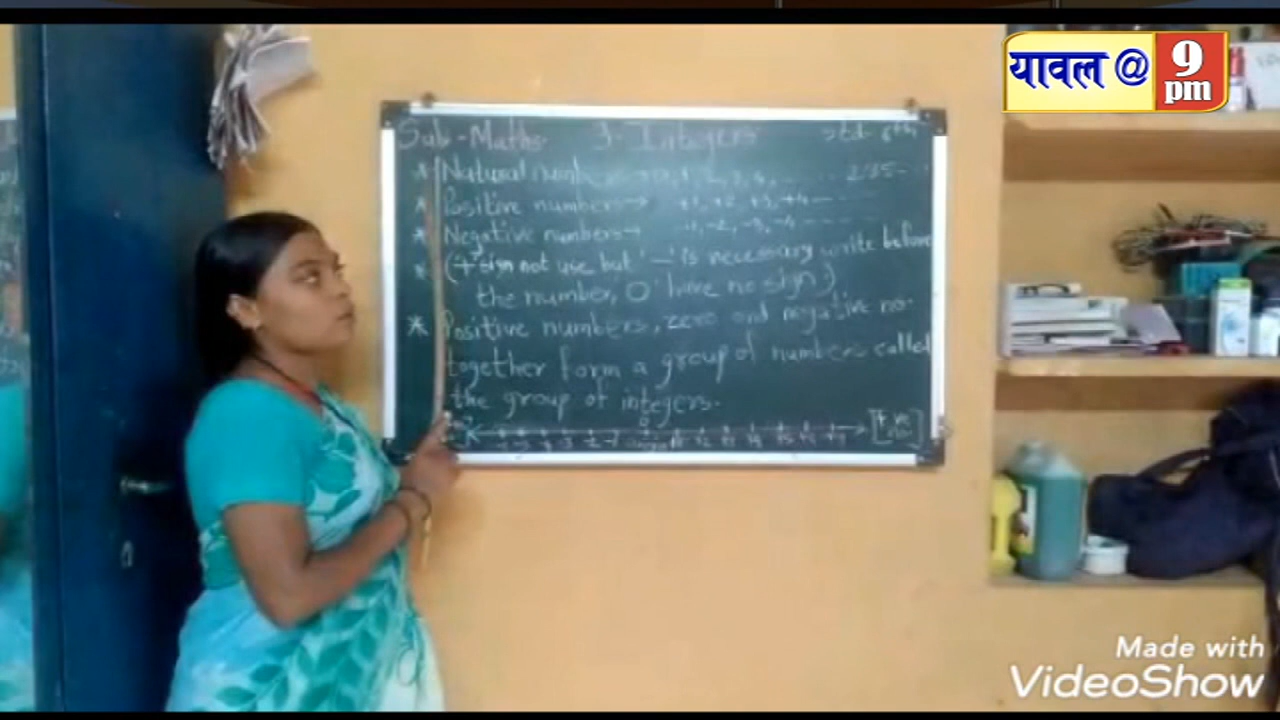 यावल @ 9 pm
Sub-Maths 3-Integers std-6th
* Natural
* Positive numbers→ +1, +2, +3, +4 ----
* Negative numbers→ -1, -2, -3, -4 -----
* ('+' sign not use but '—' is necessary write before
the number, 'O' have no sign)
* Positive numbers, zero and negative no.
together form a group of numbers called
the group of integers.
Made with
VideoShow